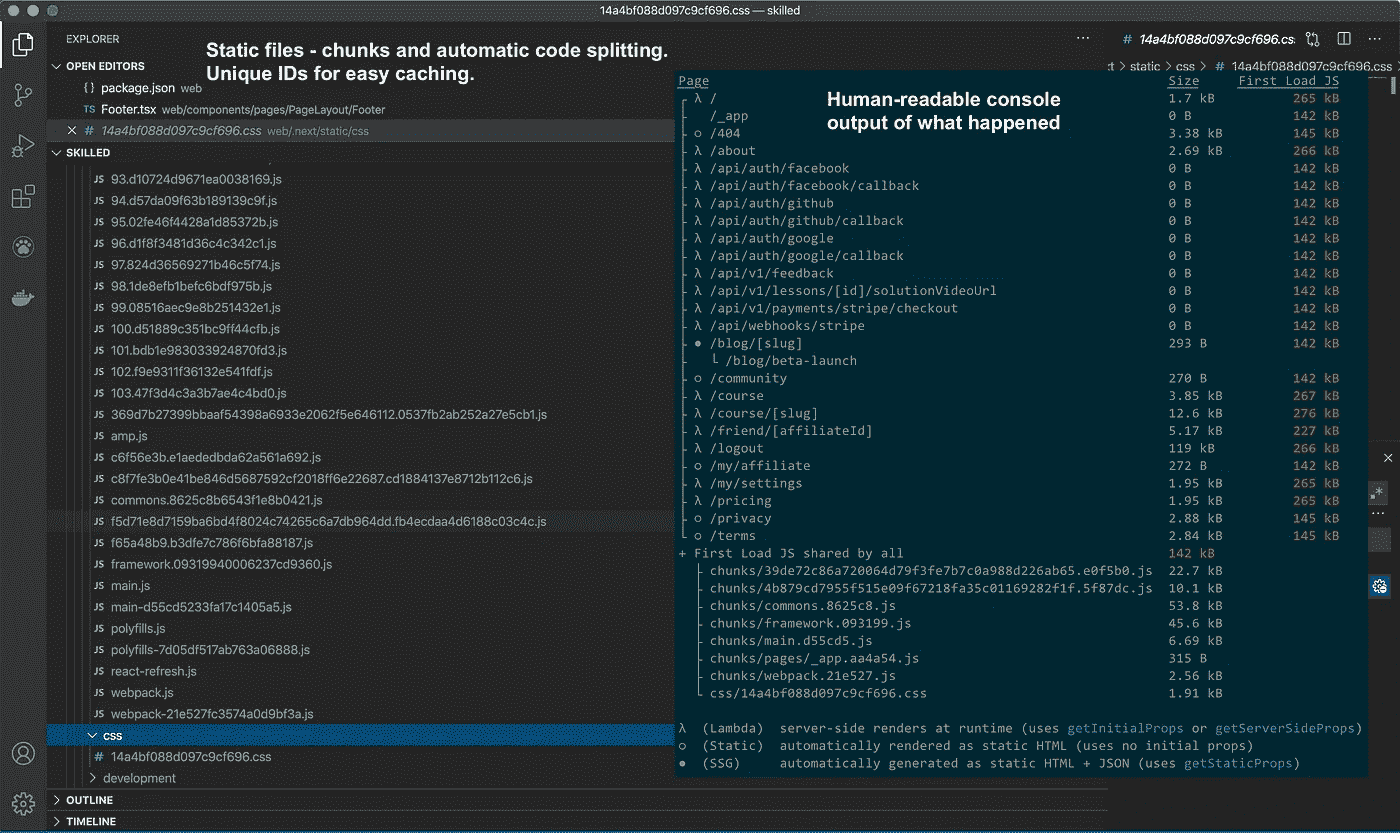 14a4bf088d097c9cf696.css — skilled
EXPLORER
Static files - chunks and automatic code splitting.
Unique IDs for easy caching.
OPEN EDITORS
{ } package.json web
TS Footer.tsx web/components/pages/PageLayout/Footer
# 14a4bf088d097c9cf696.css web/.next/static/css
SKILLED
JS 93.d10724d9671ea0038169.js
JS 94.d57da09f63b189139c9f.js
JS 95.02fe46f4428a1d85372b.js
JS 96.d1f8f3481d36c4c342c1.js
JS 97.824d36569271b46c5f74.js
JS 98.1de8efb1befc6bdf975b.js
JS 99.08516aec9e8b251432e1.js
JS 100.d51889c351bc9ff44cfb.js
JS 101.bdb1e983033924870fd3.js
JS 102.f9e9311f36132e541fdf.js
JS 103.47f3d4c3a3b7ae4c4bd0.js
JS 369d7b27399bbaaf54398a6933e2062f5e646112.0537fb2ab252a27e5cb1.js
JS amp.js
JS c6f56e3b.e1aededbda62a561a692.js
JS c8f7fe3b0e41be846d5687592cf2018ff6e22687.cd1884137e8712b112c6.js
JS commons.8625c8b6543f1e8b0421.js
JS f5d71e8d7159ba6bd4f8024c74265c6a7db964dd.fb4ecdaa4d6188c03c4c.js
JS f65a48b9.b3dfe7c786f6bfa88187.js
JS framework.09319940006237cd9360.js
JS main.js
JS main-d55cd5233fa17c1405a5.js
JS polyfills.js
JS polyfills-7d05df517ab763a06888.js
JS react-refresh.js
JS webpack.js
JS webpack-21e527fc3574a0d9bf3a.js
css
# 14a4bf088d097c9cf696.css
development
OUTLINE
TIMELINE
# 14a4bf088d097c9cf696.cs
t > static > css > # 14a4bf088d097c9cf696.css >
Human-readable console
output of what happened
Page Size First Load JS
λ / 1.7 kB 265 kB
/_app 0 B 142 kB
○ /404 3.38 kB 145 kB
λ /about 2.69 kB 266 kB
λ /api/auth/facebook 0 B 142 kB
λ /api/auth/facebook/callback 0 B 142 kB
λ /api/auth/github 0 B 142 kB
λ /api/auth/github/callback 0 B 142 kB
λ /api/auth/google 0 B 142 kB
λ /api/auth/google/callback 0 B 142 kB
λ /api/v1/feedback 0 B 142 kB
λ /api/v1/lessons/[id]/solutionVideoUrl 0 B 142 kB
λ /api/v1/payments/stripe/checkout 0 B 142 kB
λ /api/webhooks/stripe 0 B 142 kB
● /blog/[slug] 293 B 142 kB
└ /blog/beta-launch
○ /community 270 B 142 kB
λ /course 3.85 kB 267 kB
λ /course/[slug] 12.6 kB 276 kB
λ /friend/[affiliateId] 5.17 kB 227 kB
λ /logout 119 kB 266 kB
○ /my/affiliate 272 B 142 kB
λ /my/settings 1.95 kB 265 kB
λ /pricing 1.95 kB 265 kB
○ /privacy 2.88 kB 145 kB
○ /terms 2.84 kB 145 kB
+ First Load JS shared by all 142 kB
chunks/39de72c86a720064d79f3fe7b7c0a988d226ab65.e0f5b0.js 22.7 kB
chunks/4b879cd7955f515e09f67218fa35c01169282f1f.5f87dc.js 10.1 kB
chunks/commons.8625c8.js 53.8 kB
chunks/framework.093199.js 45.6 kB
chunks/main.d55cd5.js 6.69 kB
chunks/pages/_app.aa4a54.js 315 B
chunks/webpack.21e527.js 2.56 kB
css/14a4bf088d097c9cf696.css 1.91 kB
λ (Lambda) server-side renders at runtime (uses getInitialProps or getServerSideProps)
○ (Static) automatically rendered as static HTML (uses no initial props)
● (SSG) automatically generated as static HTML + JSON (uses getStaticProps)